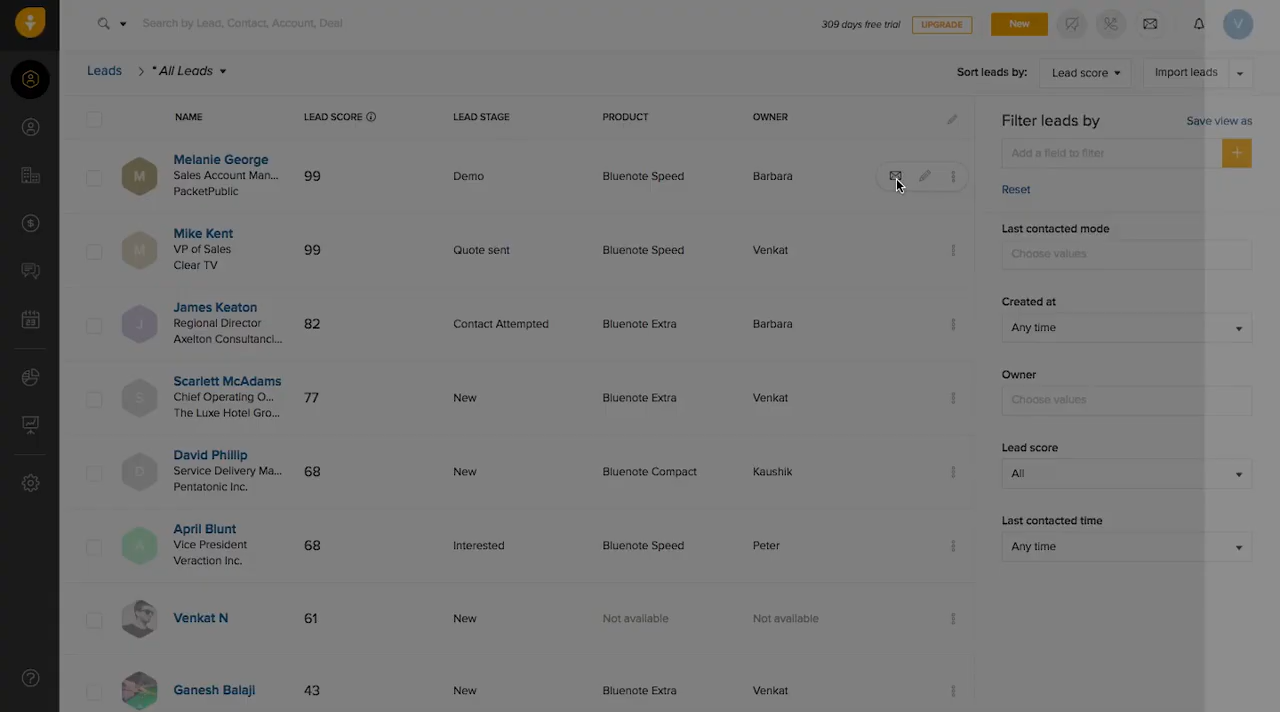 Search by Lead, Contact, Account, Deal
309 days free trial
UPGRADE
New
V
Leads
* All Leads
Sort leads by:
Lead score
Import leads
NAME
LEAD SCORE
LEAD STAGE
PRODUCT
OWNER
M
Melanie George
Sales Account Man...
PacketPublic
99
Demo
Bluenote Speed
Barbara
M
Mike Kent
VP of Sales
Clear TV
99
Quote sent
Bluenote Speed
Venkat
J
James Keaton
Regional Director
Axelton Consultanci...
82
Contact Attempted
Bluenote Extra
Barbara
S
Scarlett McAdams
Chief Operating O...
The Luxe Hotel Gro...
77
New
Bluenote Extra
Venkat
D
David Phillip
Service Delivery Ma...
Pentatonic Inc.
68
New
Bluenote Compact
Kaushik
A
April Blunt
Vice President
Veraction Inc.
68
Interested
Bluenote Speed
Peter
Venkat N
61
New
Not available
Not available
Ganesh Balaji
43
New
Bluenote Extra
Venkat
Filter leads by
Save view as
Add a field to filter
+
Reset
Last contacted mode
Choose values
Created at
Any time
Owner
Choose values
Lead score
All
Last contacted time
Any time
23
?